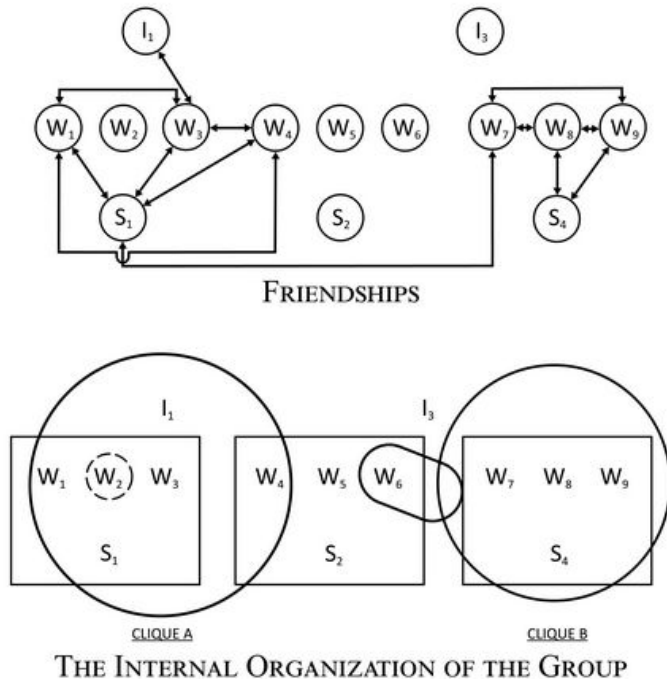 I₁ I₃
W₁ W₂ W₃ W₄ W₅ W₆ W₇ W₈ W₉
S₁ S₂ S₄
FRIENDSHIPS
I₁ I₃
W₁ W₂ W₃ W₄ W₅ W₆ W₇ W₈ W₉
S₁ S₂ S₄
CLIQUE A CLIQUE B
THE INTERNAL ORGANIZATION OF THE GROUP